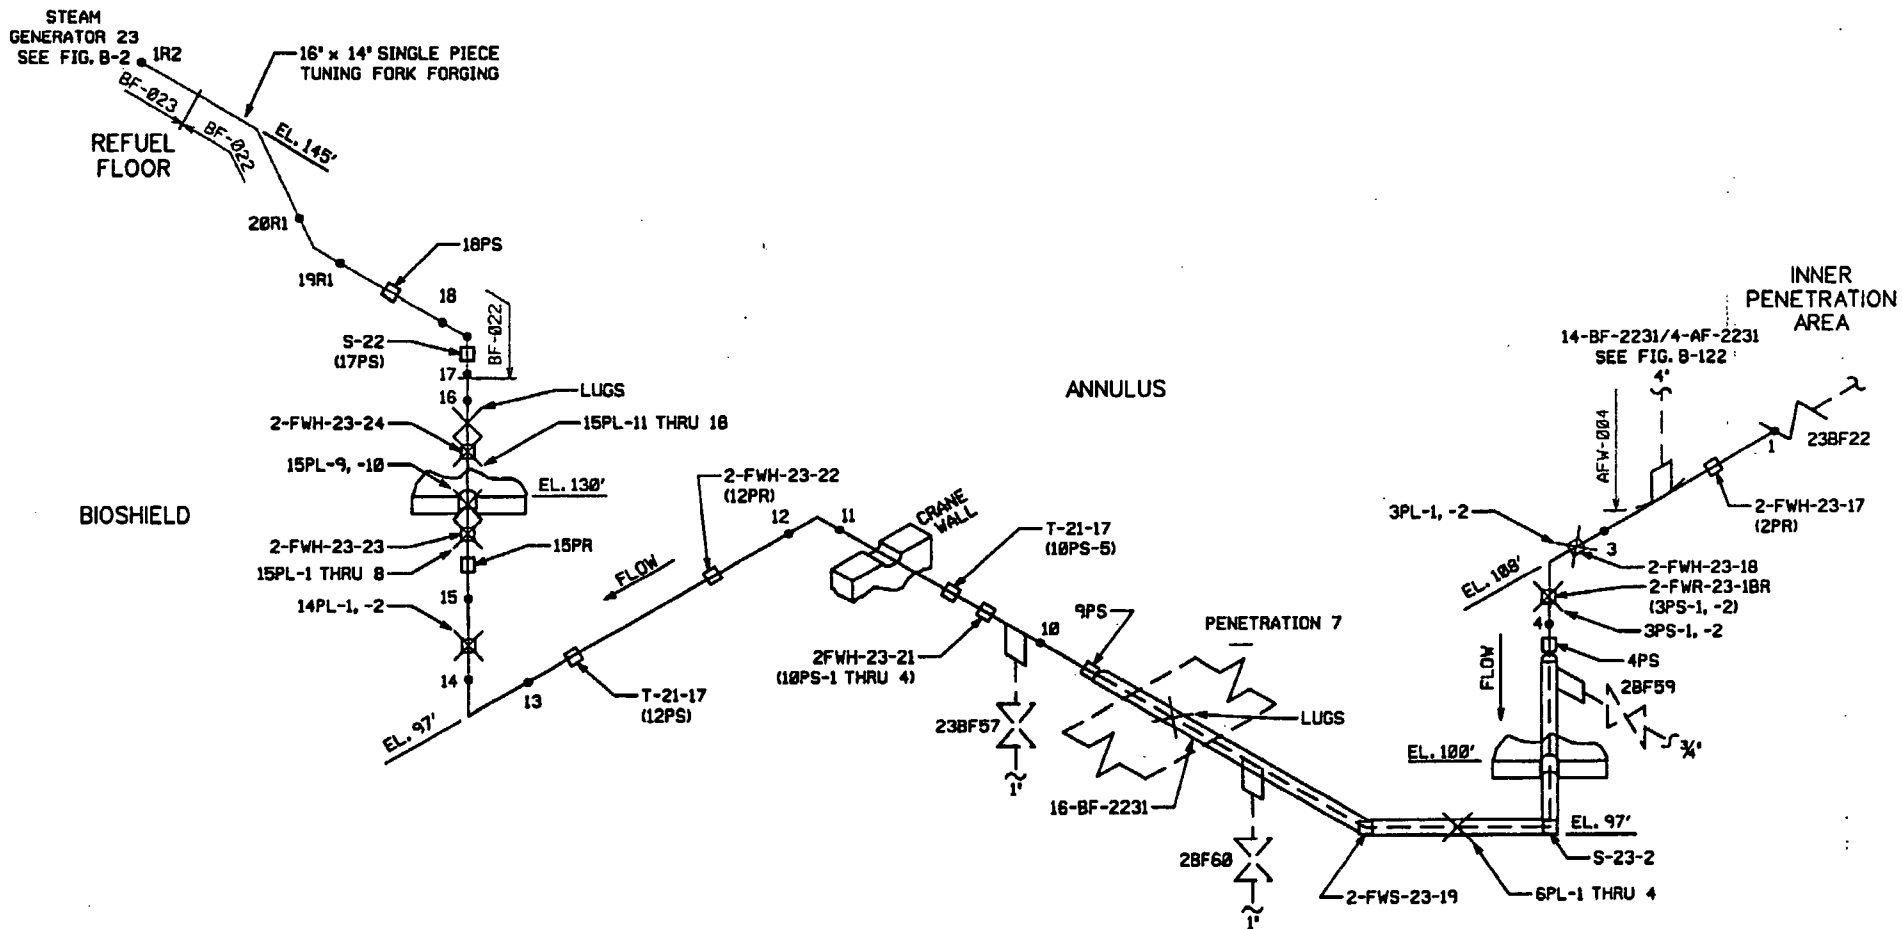 STEAM
GENERATOR 23
SEE FIG. B-2
1R2
16" x 14" SINGLE PIECE
TUNING FORK FORGING
BF-023
BF-022
REFUEL
FLOOR
EL. 145'
20R1
19R1
18PS
18
S-22
(17PS)
BF-022
17
16
LUGS
2-FWH-23-24
15PL-11 THRU 18
15PL-9, -10
EL. 130'
BIOSHIELD
2-FWH-23-23
15PR
15PL-1 THRU 8
15
14PL-1, -2
14
EL. 97'
13
T-21-17
(12PS)
FLOW
2-FWH-23-22
(12PR)
12
11
CRANE
WALL
ANNULUS
T-21-17
(10PS-5)
2FWH-23-21
(10PS-1 THRU 4)
10
9PS
PENETRATION 7
23BF57
1"
LUGS
16-BF-2231
2BF60
1"
2-FWS-23-19
6PL-1 THRU 4
S-23-2
EL. 97'
EL. 100'
2BF59
3/4"
FLOW
4PS
4
3PS-1, -2
2-FWR-23-1BR
(3PS-1, -2)
2-FWH-23-18
EL. 108'
3
3PL-1, -2
AFW-004
14-BF-2231/4-AF-2231
SEE FIG. B-122
4"
2-FWH-23-17
(2PR)
1
23BF22
INNER
PENETRATION
AREA